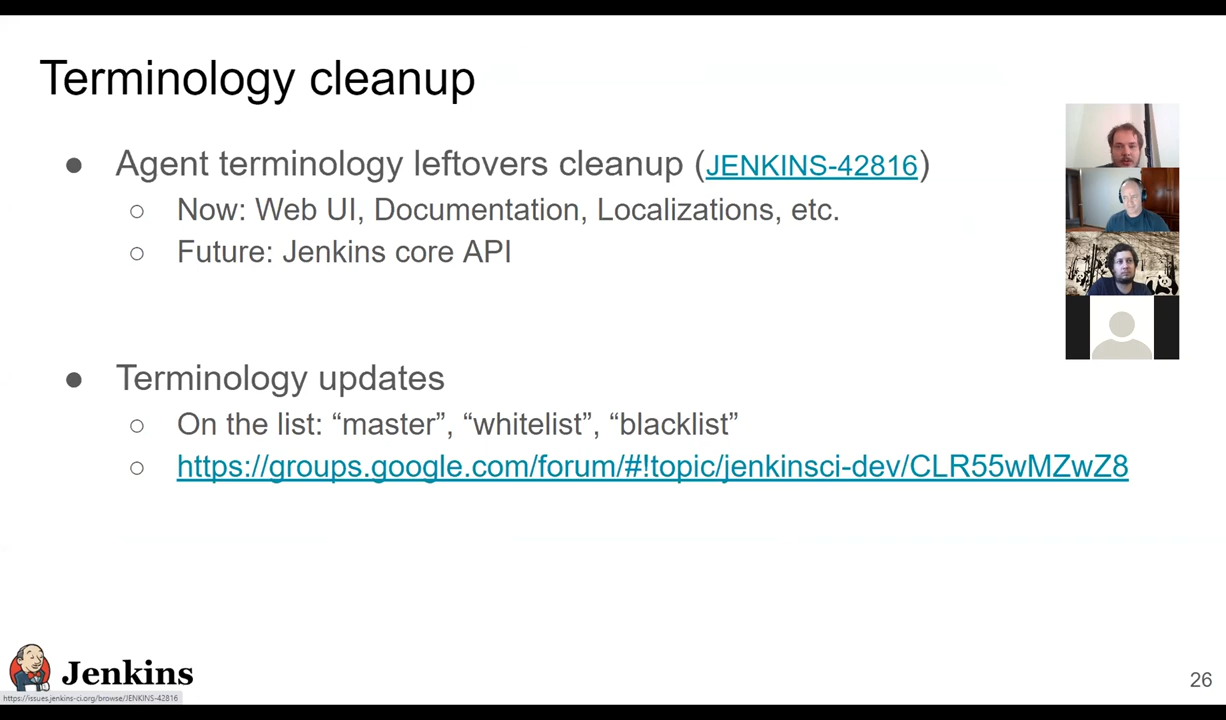 Terminology cleanup
● Agent terminology leftovers cleanup (JENKINS-42816)
○ Now: Web UI, Documentation, Localizations, etc.
○ Future: Jenkins core API
● Terminology updates
○ On the list: “master”, “whitelist”, “blacklist”
○ https://groups.google.com/forum/#!topic/jenkinsci-dev/CLR55wMZwZ8
Jenkins
26
https://issues.jenkins-ci.org/browse/JENKINS-42816